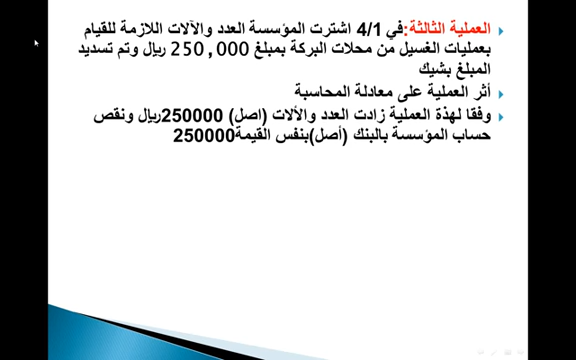 العملية الثالثة:في 4/1 اشترت المؤسسة العدد والآلات اللازمة للقيام
بعمليات الغسيل من محلات البركة بمبلغ 250,000 ريال وتم تسديد
المبلغ بشيك
أثر العملية على معادلة المحاسبة
وفقا لهذة العملية زادت العدد والألات (اصل) 250000ريال ونقص
حساب المؤسسة بالبنك (أصل)بنفس القيمة250000